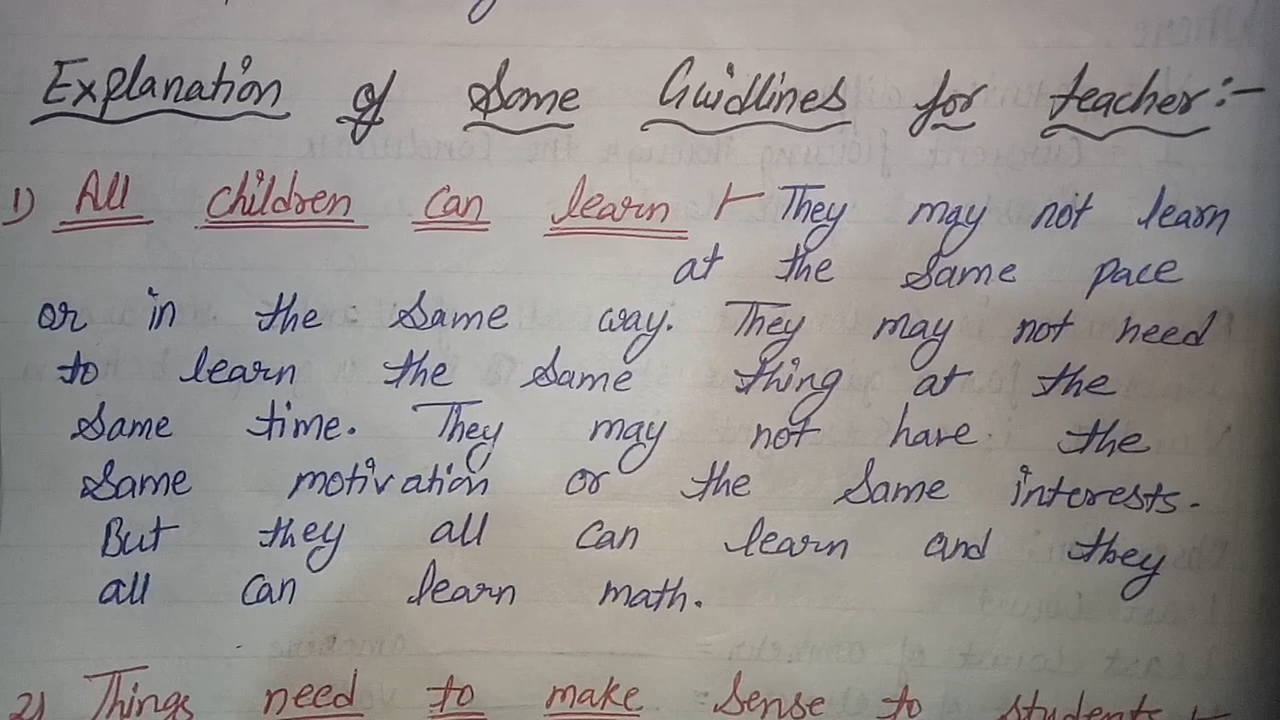 Explanation of Some Guidlines for teacher:-
1) All children can learn :- They may not learn
at the same pace
or in the same way. They may not need
to learn the same thing at the
same time. They may not have the
same motivation or the same interests.
But they all can learn and they
all can learn math.
2) Things need to make sense to students :-